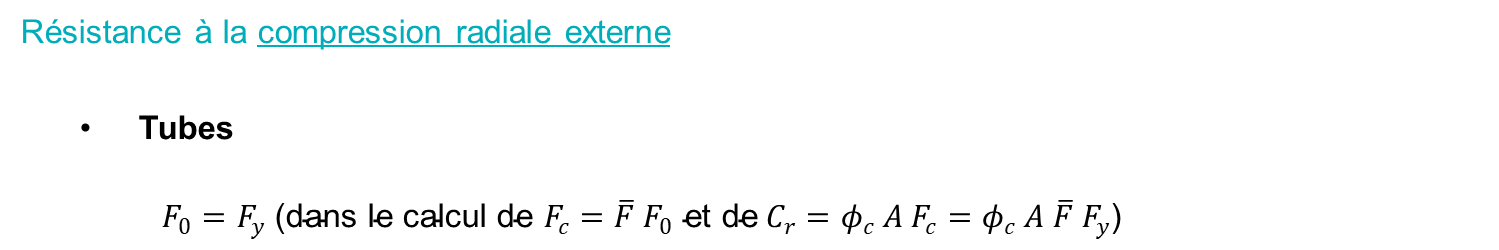 Résistance à la compression radiale externe
• Tubes
F₀ = F_y (dans le calcul de F_c = F̄ F₀ et de C_r = ϕ_c A F_c = ϕ_c A F̄ F_y)